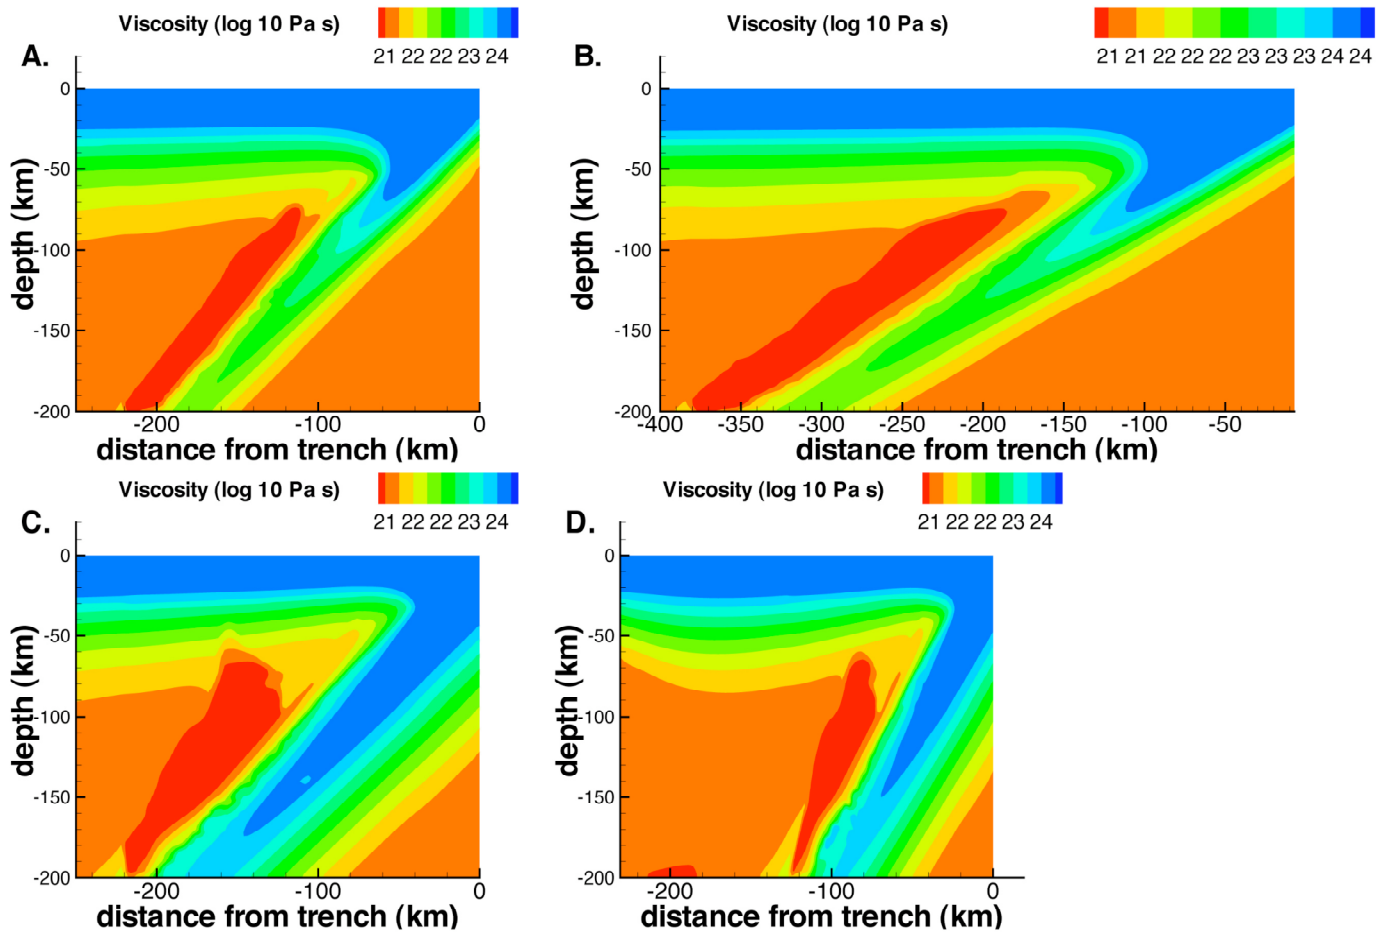 Viscosity (log 10 Pa s)
21 22 22 23 24
A.
depth (km)
0
-50
-100
-150
-200
-200 -100 0
distance from trench (km)
Viscosity (log 10 Pa s)
21 21 22 22 22 23 23 23 24 24
B.
depth (km)
0
-50
-100
-150
-200
-400 -350 -300 -250 -200 -150 -100 -50
distance from trench (km)
Viscosity (log 10 Pa s)
21 22 22 23 24
C.
depth (km)
0
-50
-100
-150
-200
-200 -100 0
distance from trench (km)
Viscosity (log 10 Pa s)
21 22 22 23 24
D.
depth (km)
0
-50
-100
-150
-200
-200 -100 0
distance from trench (km)